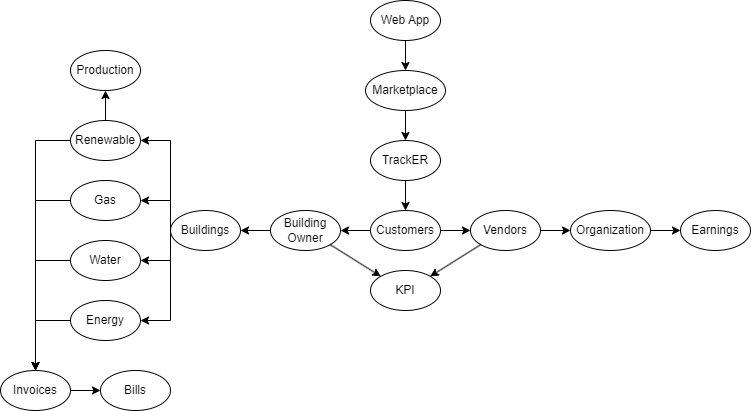 Web App
Production
Marketplace
Renewable
TrackER
Gas
Buildings
Building
Owner
Customers
Vendors
Organization
Earnings
Water
KPI
Energy
Invoices
Bills